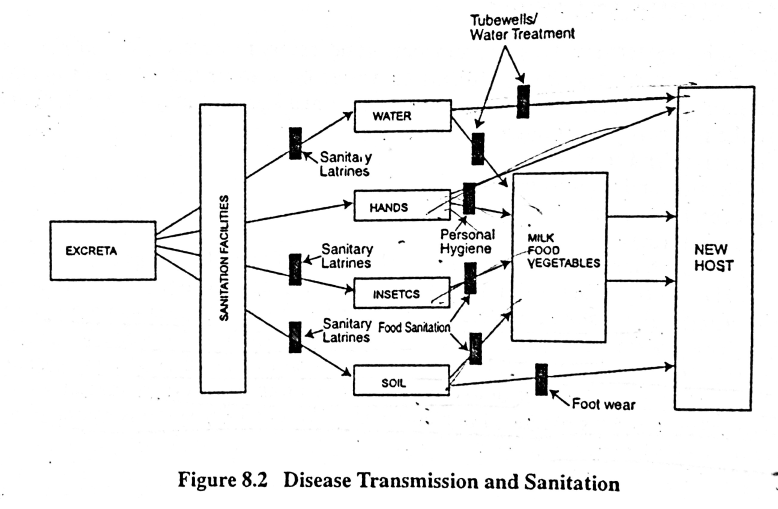 Tubewells/
Water Treatment
WATER
Sanitary
Latrines
SANITATION FACILITIES
HANDS
EXCRETA
Personal
Hygiene
MILK
FOOD
VEGETABLES
NEW
HOST
Sanitary
Latrines
INSETCS
Sanitary
Latrines
Food Sanitation
SOIL
Foot wear
Figure 8.2 Disease Transmission and Sanitation